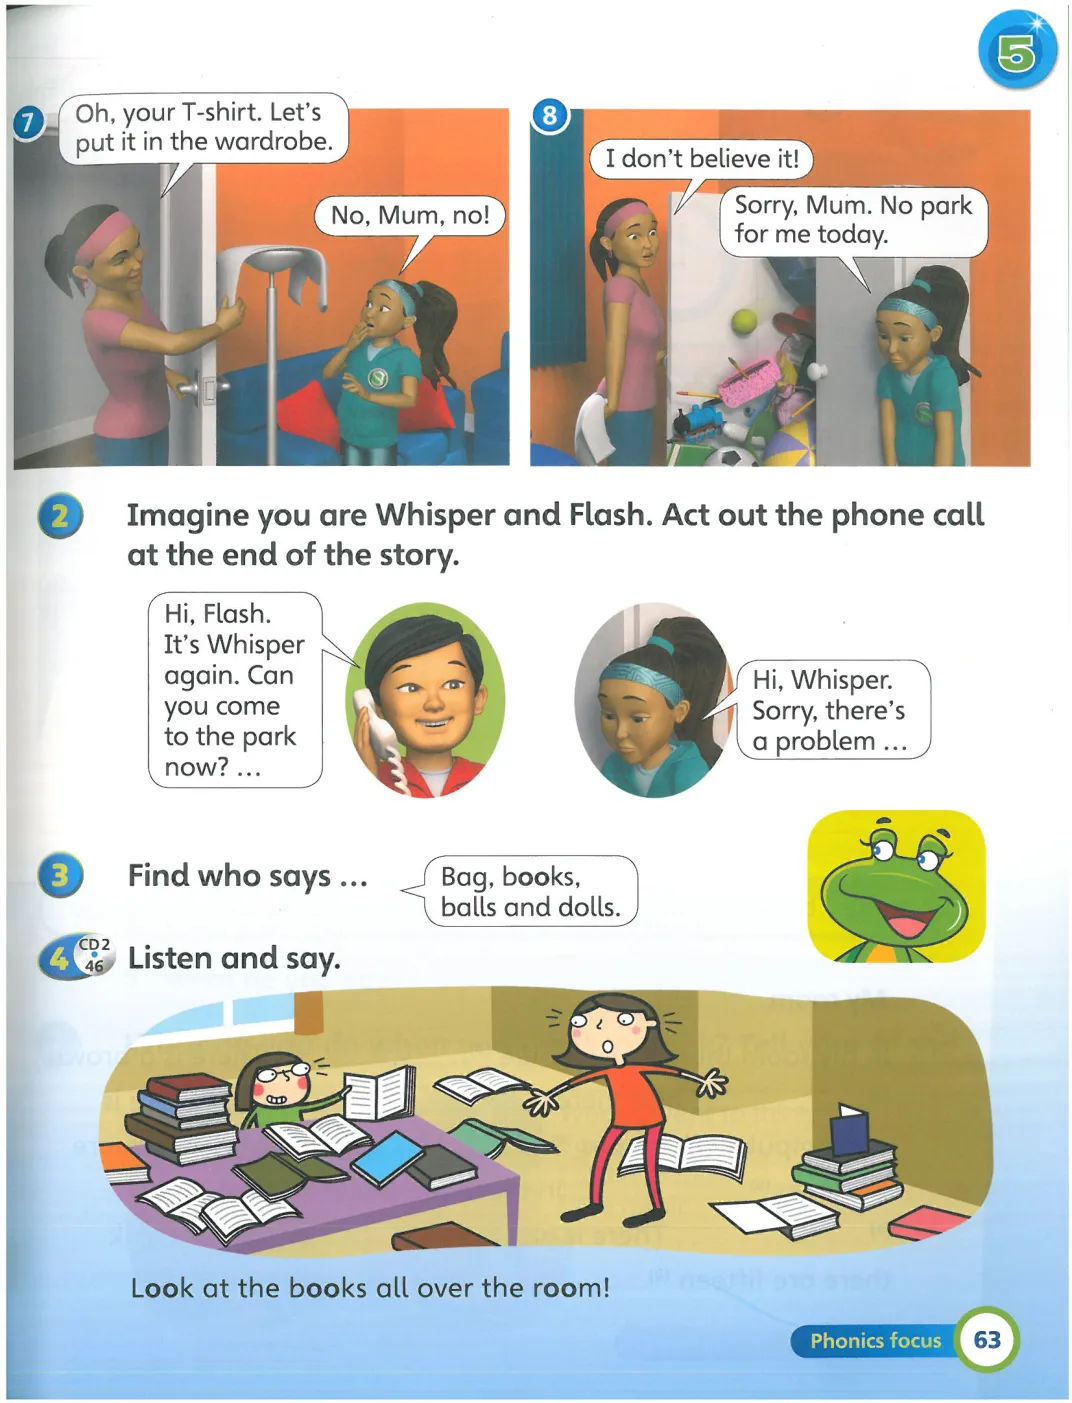 5
7
Oh, your T-shirt. Let's
put it in the wardrobe.
No, Mum, no!
8
I don't believe it!
Sorry, Mum. No park
for me today.
2
Imagine you are Whisper and Flash. Act out the phone call
at the end of the story.
Hi, Flash.
It's Whisper
again. Can
you come
to the park
now? ...
Hi, Whisper.
Sorry, there's
a problem ...
3
Find who says ...
Bag, books,
balls and dolls.
4
CD2
46
Listen and say.
Look at the books all over the room!
Phonics focus
63